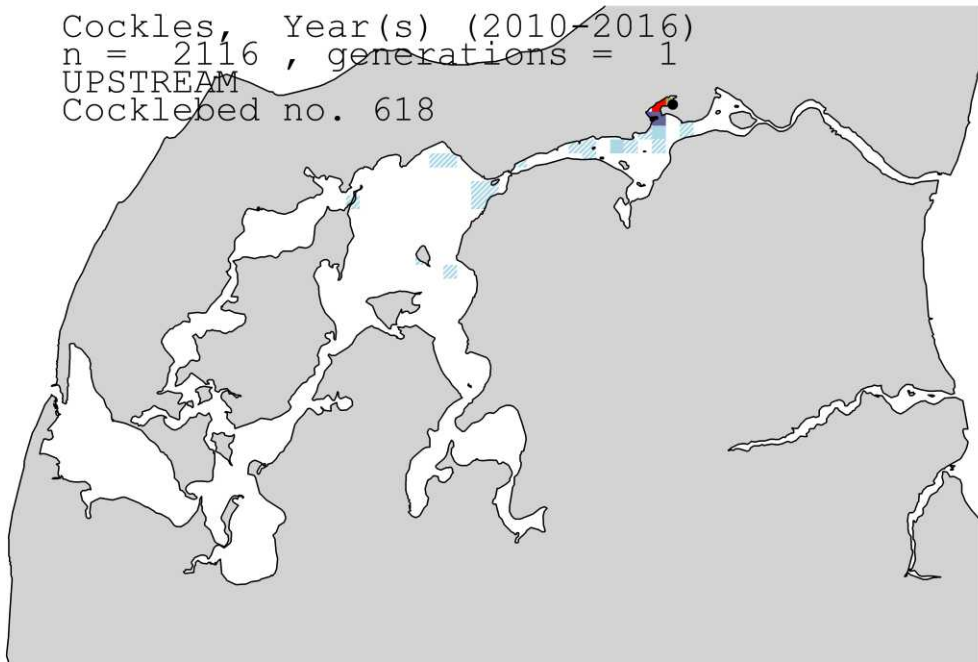 Cockles, Year(s) (2010-2016)
n = 2116 , generations = 1
UPSTREAM
Cocklebed no. 618